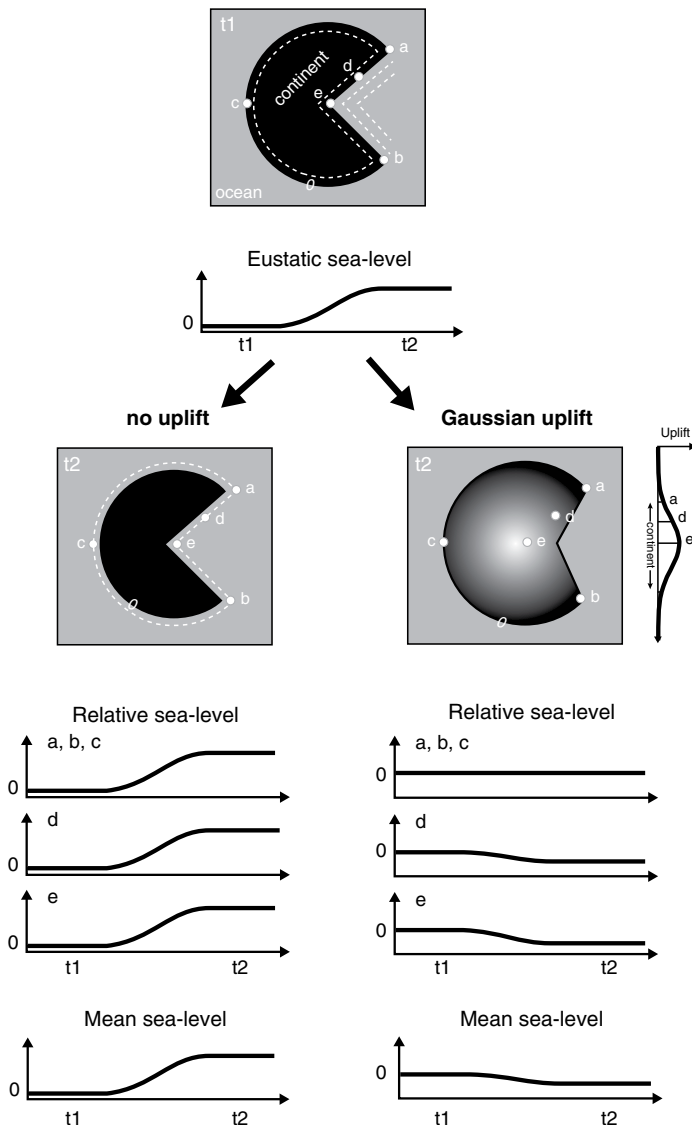 t1
a
d
continent
e
c
b
0
ocean
Eustatic sea-level
0
t1 t2
no uplift
Gaussian uplift
t2
a
d
c
e
b
0
t2
a
d
c
e
b
0
Uplift
a
d
e
continent
Relative sea-level
a, b, c
0
d
0
e
0
t1 t2
Mean sea-level
0
t1 t2
Relative sea-level
a, b, c
0
d
0
e
0
t1 t2
Mean sea-level
0
t1 t2